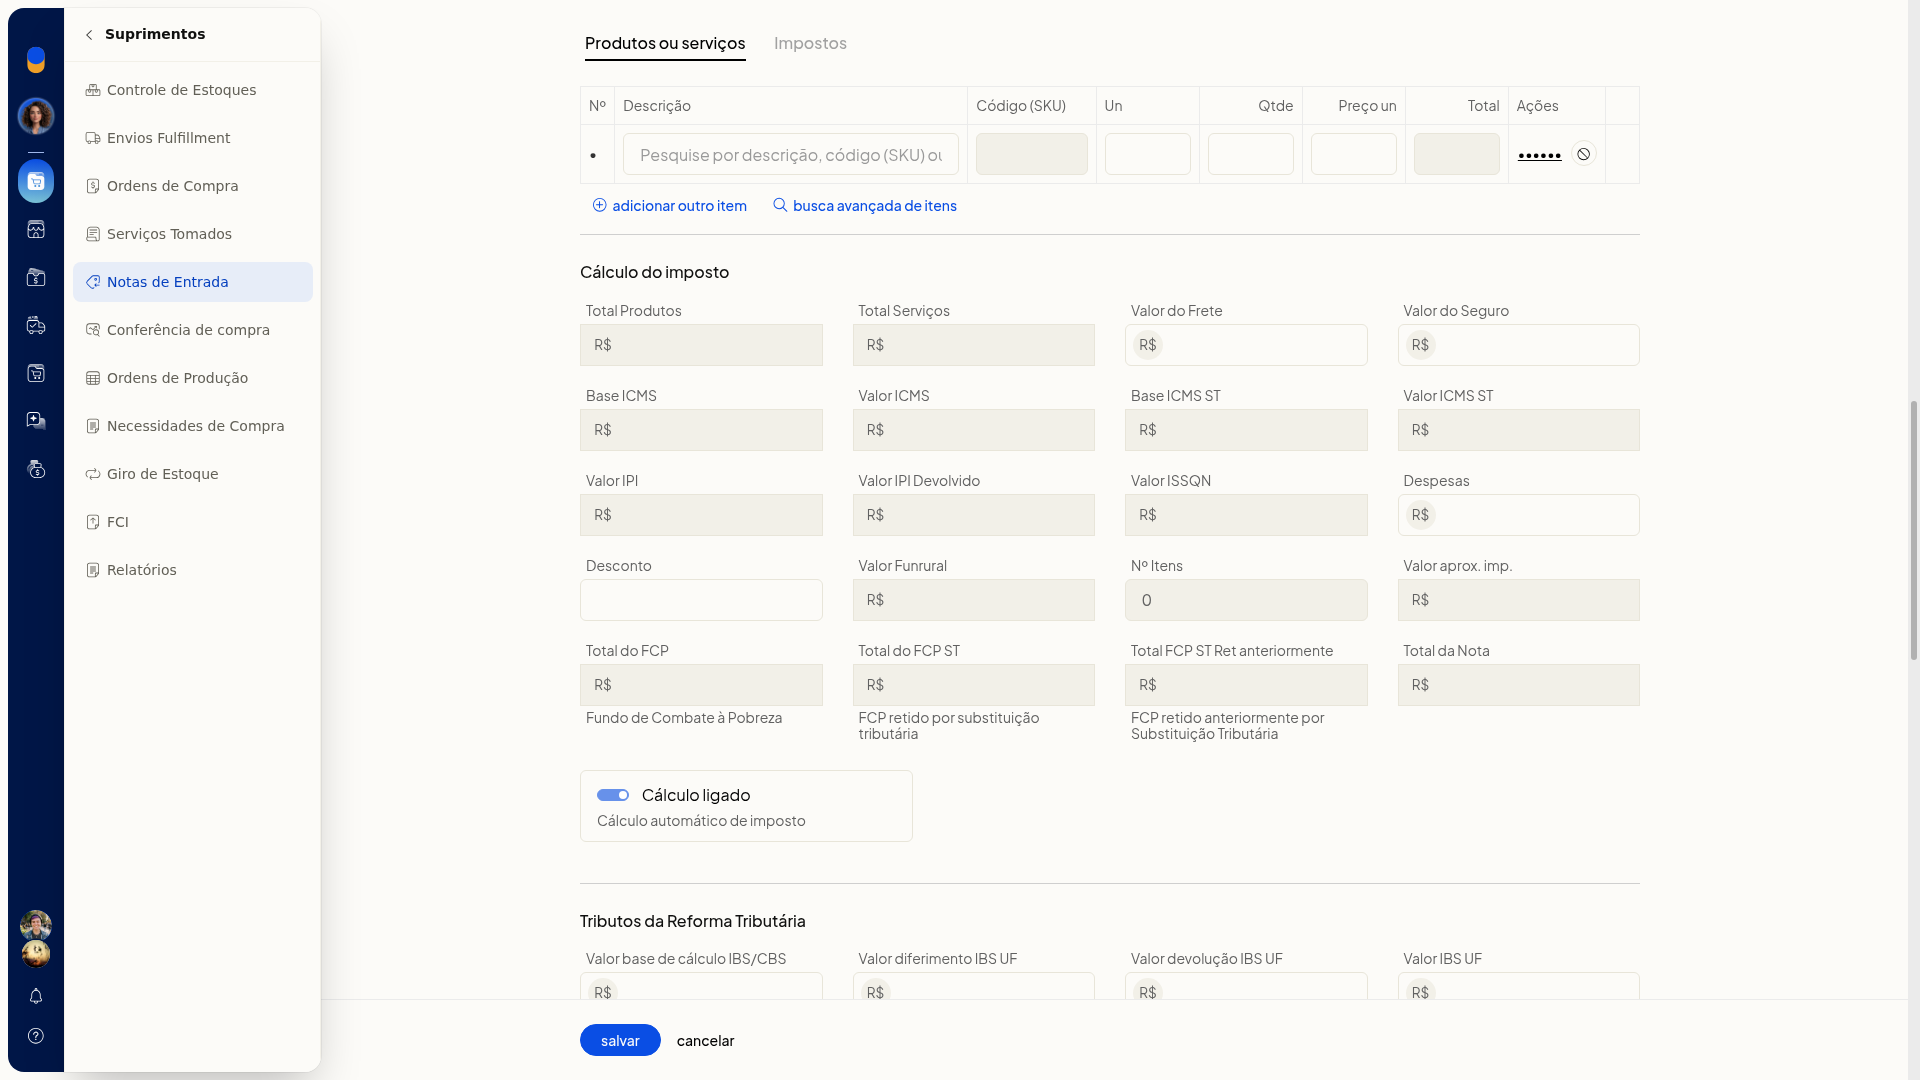 Suprimentos
Controle de Estoques
Envios Fulfillment
Ordens de Compra
Serviços Tomados
Notas de Entrada
Conferência de compra
Ordens de Produção
Necessidades de Compra
Giro de Estoque
FCI
Relatórios
Produtos ou serviços Impostos
Nº Descrição Código (SKU) Un Qtde Preço un Total Ações
Pesquise por descrição, código (SKU) ou
adicionar outro item busca avançada de itens
Cálculo do imposto
Total Produtos Total Serviços Valor do Frete Valor do Seguro
R$ R$ R$ R$
Base ICMS Valor ICMS Base ICMS ST Valor ICMS ST
R$ R$ R$ R$
Valor IPI Valor IPI Devolvido Valor ISSQN Despesas
R$ R$ R$ R$
Desconto Valor Funrural Nº Itens Valor aprox. imp.
R$ 0 R$
Total do FCP Total do FCP ST Total FCP ST Ret anteriormente Total da Nota
R$ R$ R$ R$
Fundo de Combate à Pobreza FCP retido por substituição FCP retido anteriormente por
tributária Substituição Tributária
Cálculo ligado
Cálculo automático de imposto
Tributos da Reforma Tributária
Valor base de cálculo IBS/CBS Valor diferimento IBS UF Valor devolução IBS UF Valor IBS UF
R$ R$ R$ R$
salvar cancelar